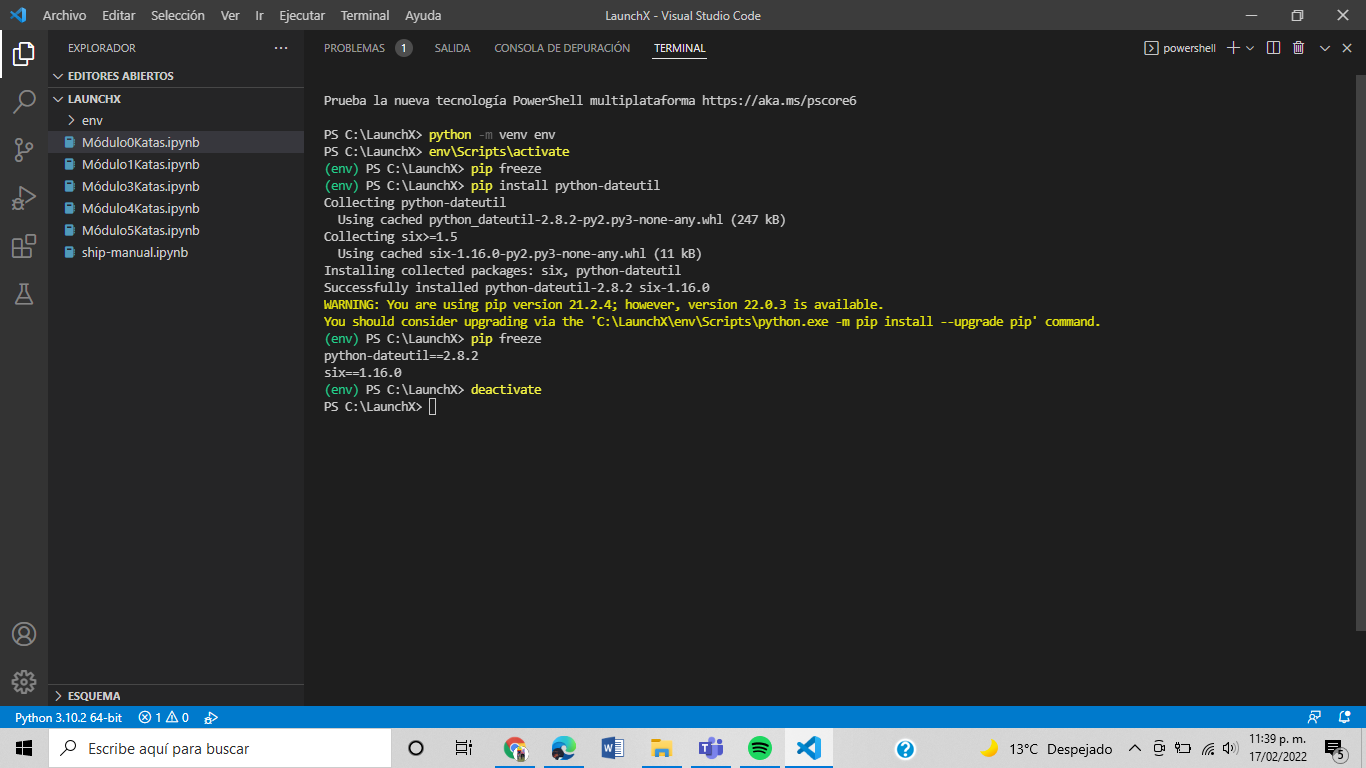 Archivo Editar Selección Ver Ir Ejecutar Terminal Ayuda LaunchX - Visual Studio Code
EXPLORADOR
EDITORES ABIERTOS
LAUNCHX
env
Módulo0Katas.ipynb
Módulo1Katas.ipynb
Módulo3Katas.ipynb
Módulo4Katas.ipynb
Módulo5Katas.ipynb
ship-manual.ipynb
ESQUEMA
PROBLEMAS 1 SALIDA CONSOLA DE DEPURACIÓN TERMINAL powershell
Prueba la nueva tecnología PowerShell multiplataforma https://aka.ms/pscore6
PS C:\LaunchX> python -m venv env
PS C:\LaunchX> env\Scripts\activate
(env) PS C:\LaunchX> pip freeze
(env) PS C:\LaunchX> pip install python-dateutil
Collecting python-dateutil
Using cached python_dateutil-2.8.2-py2.py3-none-any.whl (247 kB)
Collecting six>=1.5
Using cached six-1.16.0-py2.py3-none-any.whl (11 kB)
Installing collected packages: six, python-dateutil
Successfully installed python-dateutil-2.8.2 six-1.16.0
WARNING: You are using pip version 21.2.4; however, version 22.0.3 is available.
You should consider upgrading via the 'C:\LaunchX\env\Scripts\python.exe -m pip install --upgrade pip' command.
(env) PS C:\LaunchX> pip freeze
python-dateutil==2.8.2
six==1.16.0
(env) PS C:\LaunchX> deactivate
PS C:\LaunchX>
Python 3.10.2 64-bit 1 0
Escribe aquí para buscar
13°C Despejado
11:39 p. m.
17/02/2022
5